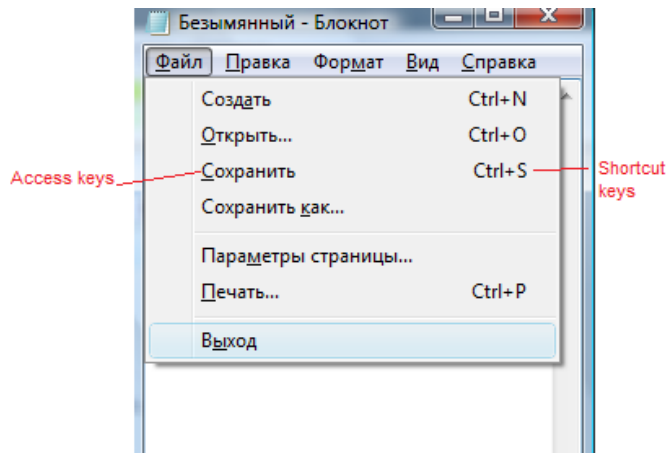 Безымянный - Блокнот
Файл Правка Формат Вид Справка
Создать Ctrl+N
Открыть... Ctrl+O
Access keys Сохранить Ctrl+S Shortcut keys
Сохранить как...
Параметры страницы...
Печать... Ctrl+P
Выход